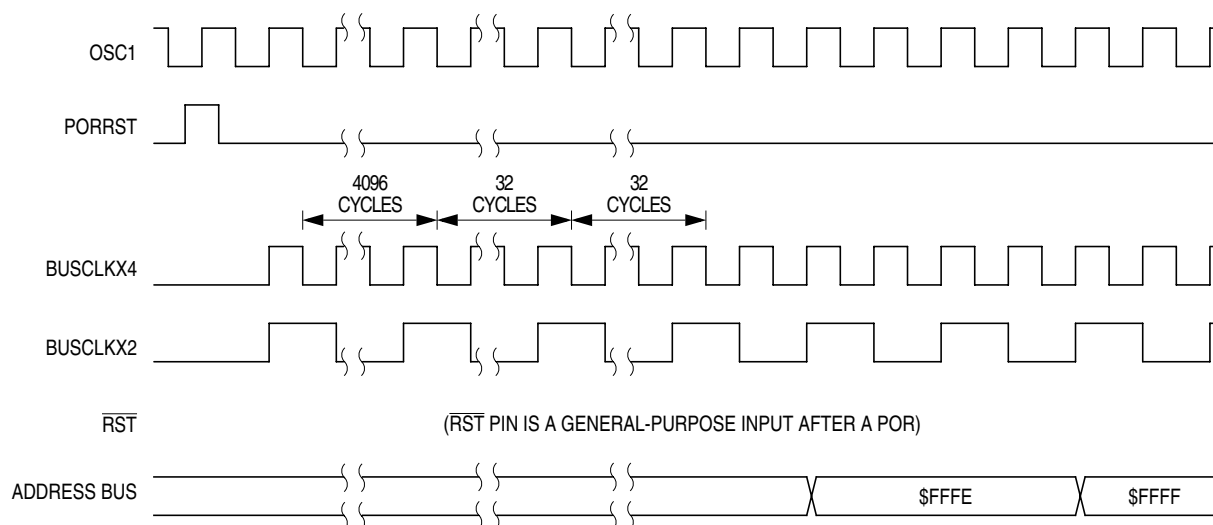 OSC1
PORRST
4096
CYCLES
32
CYCLES
32
CYCLES
BUSCLKX4
BUSCLKX2
RST
(RST PIN IS A GENERAL-PURPOSE INPUT AFTER A POR)
ADDRESS BUS
$FFFE
$FFFF